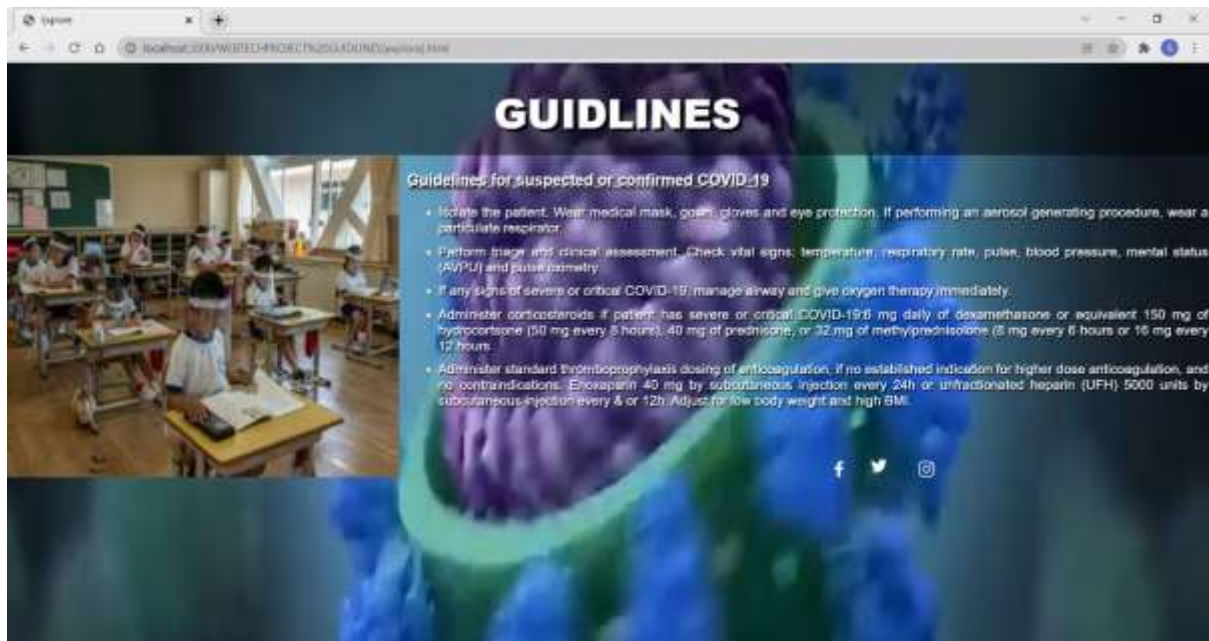 Explore
GUIDLINES
Guidelines for suspected or confirmed COVID-19
Isolate the patient. Wear medical mask, gown, gloves and eye protection. If performing an aerosol generating procedure, wear a
particulate respirator.
Perform triage and clinical assessment. Check vital signs: temperature, respiratory rate, pulse, blood pressure, mental status
(AVPU) and pulse oximetry
If any signs of severe or critical COVID-19, manage airway and give oxygen therapy immediately.
Administer corticosteroids if patient has severe or critical COVID-19:6 mg daily of dexamethasone or equivalent 150 mg of
hydrocortsone (50 mg every 8 hours), 40 mg of prednisone, or 32 mg of methylprednisolone (8 mg every 6 hours or 16 mg every
12 hours
Administer standard thromboprophylaxis dosing of anticoagulation, if no established indication for higher dose anticoagulation, and
no contraindications. Enoxaparin 40 mg by subcutaneous injection every 24h or unfractionated heparin (UFH) 5000 units by
subcutaneous injection every & or 12h. Adjust for low body weight and high BMI.